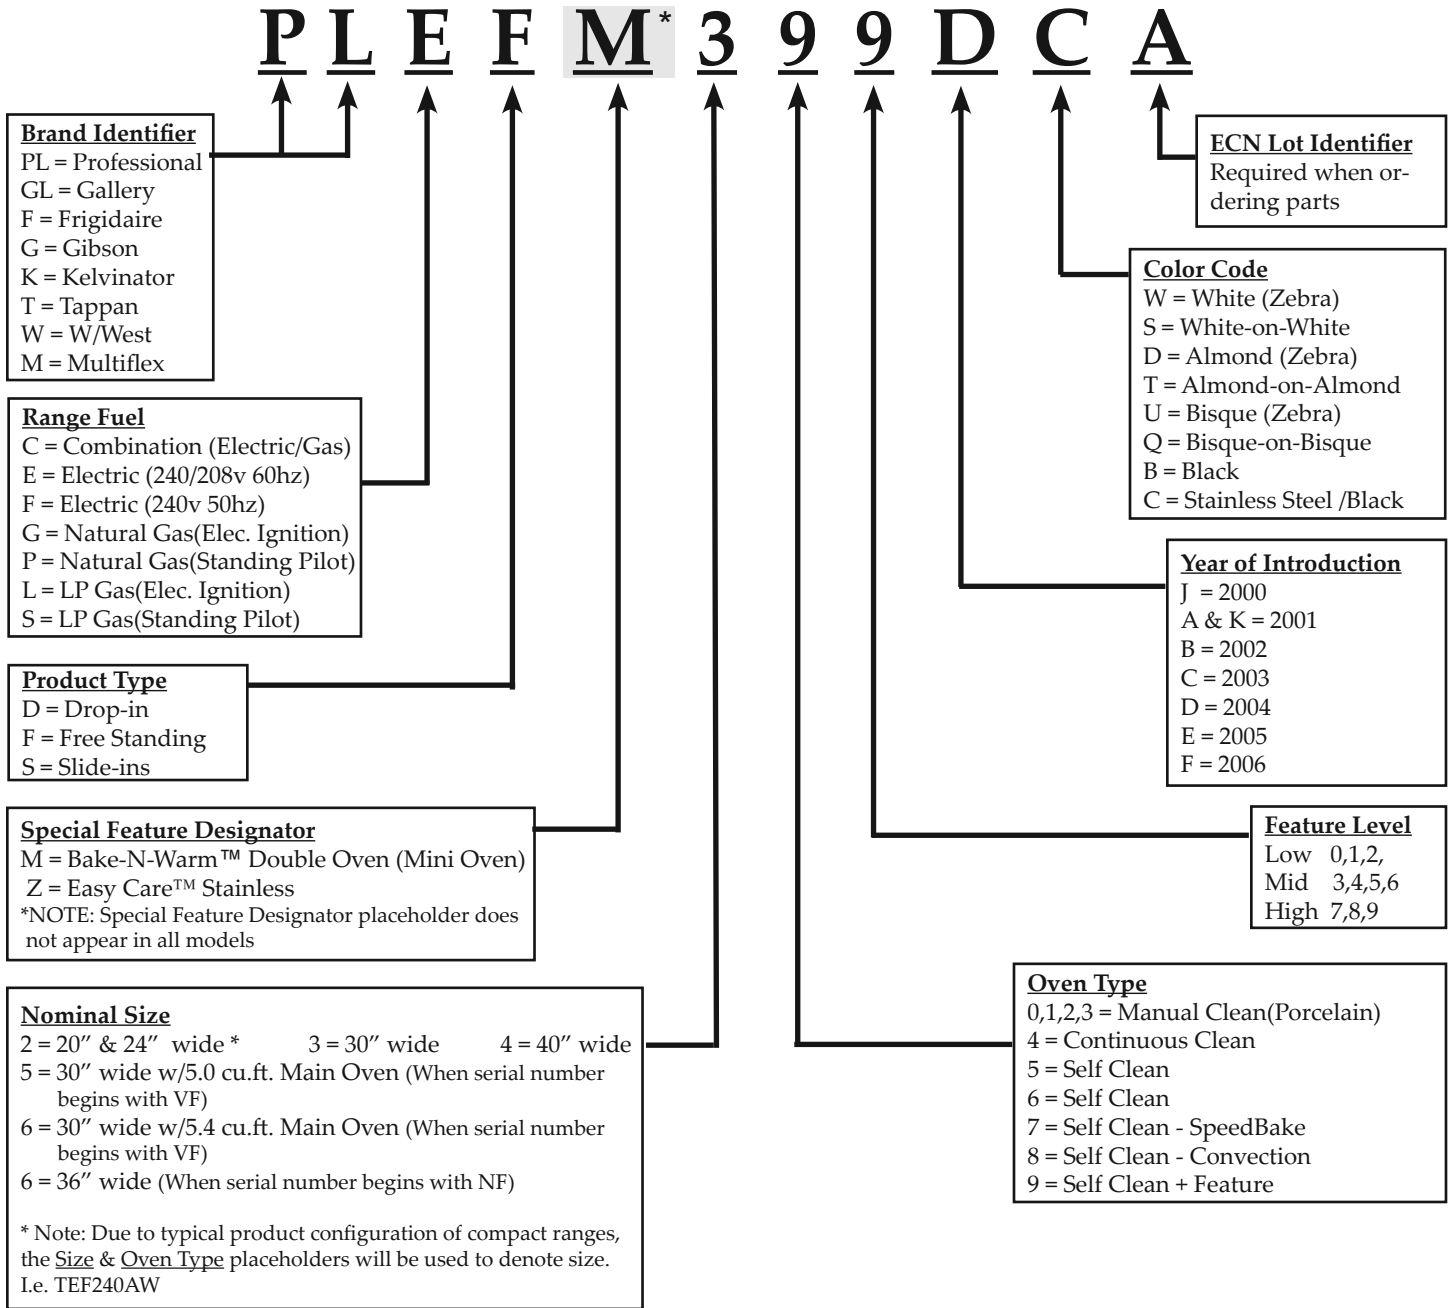 P L E F M* 3 9 9 D C A
Brand Identifier
PL = Professional
GL = Gallery
F = Frigidaire
G = Gibson
K = Kelvinator
T = Tappan
W = W/West
M = Multiflex
Range Fuel
C = Combination (Electric/Gas)
E = Electric (240/208v 60hz)
F = Electric (240v 50hz)
G = Natural Gas(Elec. Ignition)
P = Natural Gas(Standing Pilot)
L = LP Gas(Elec. Ignition)
S = LP Gas(Standing Pilot)
Product Type
D = Drop-in
F = Free Standing
S = Slide-ins
Special Feature Designator
M = Bake-N-Warm™ Double Oven (Mini Oven)
Z = Easy Care™ Stainless
*NOTE: Special Feature Designator placeholder does
not appear in all models
Nominal Size
2 = 20" & 24" wide * 3 = 30" wide 4 = 40" wide
5 = 30" wide w/5.0 cu.ft. Main Oven (When serial number
begins with VF)
6 = 30" wide w/5.4 cu.ft. Main Oven (When serial number
begins with VF)
6 = 36" wide (When serial number begins with NF)
* Note: Due to typical product configuration of compact ranges,
the Size & Oven Type placeholders will be used to denote size.
I.e. TEF240AW
ECN Lot Identifier
Required when or-
dering parts
Color Code
W = White (Zebra)
S = White-on-White
D = Almond (Zebra)
T = Almond-on-Almond
U = Bisque (Zebra)
Q = Bisque-on-Bisque
B = Black
C = Stainless Steel /Black
Year of Introduction
J = 2000
A & K = 2001
B = 2002
C = 2003
D = 2004
E = 2005
F = 2006
Feature Level
Low 0,1,2,
Mid 3,4,5,6
High 7,8,9
Oven Type
0,1,2,3 = Manual Clean(Porcelain)
4 = Continuous Clean
5 = Self Clean
6 = Self Clean
7 = Self Clean - SpeedBake
8 = Self Clean - Convection
9 = Self Clean + Feature